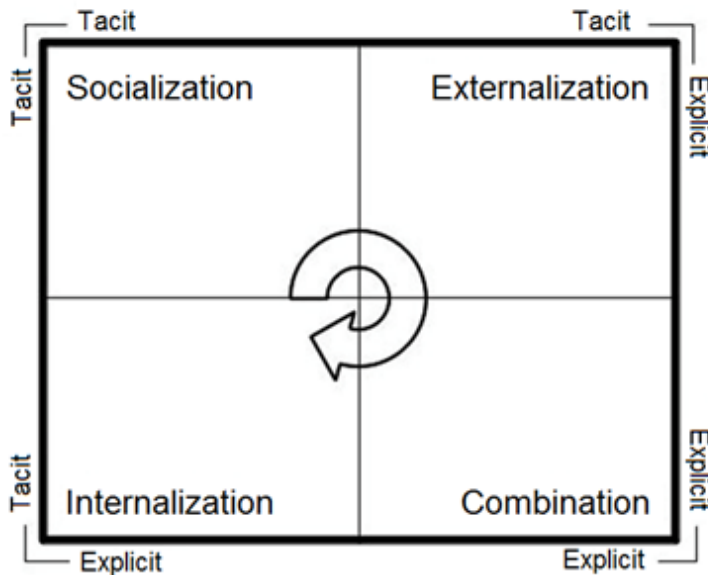 Tacit
Tacit
Tacit
Explicit
Socialization
Externalization
Tacit
Explicit
Internalization
Combination
Explicit
Explicit